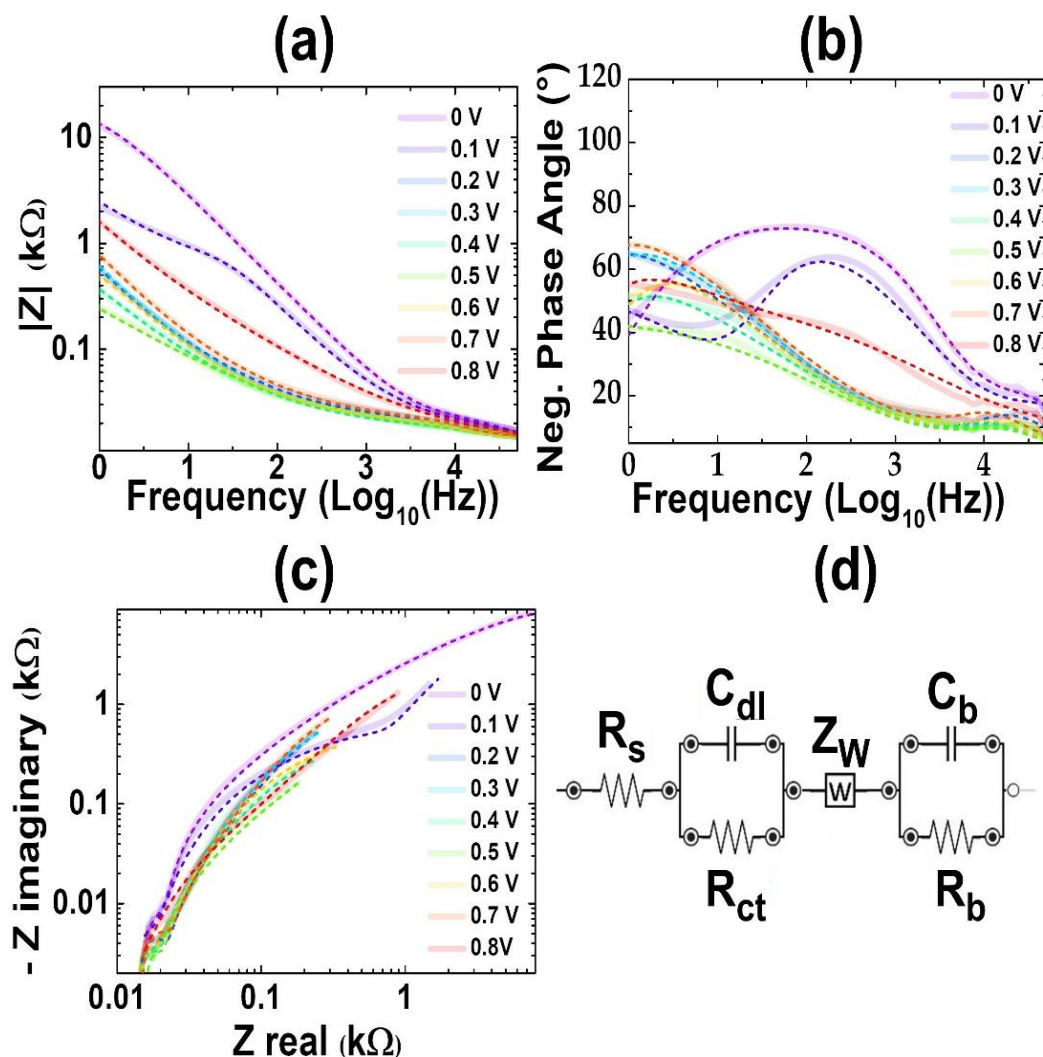 (a)
|Z| (kΩ)
10
1
0.1
0 V
0.1 V
0.2 V
0.3 V
0.4 V
0.5 V
0.6 V
0.7 V
0.8 V
0 1 2 3 4
Frequency (Log10(Hz))
(b)
Neg. Phase Angle (°)
120
100
80
60
40
20
0 V
0.1 V
0.2 V
0.3 V
0.4 V
0.5 V
0.6 V
0.7 V
0.8 V
0 1 2 3 4
Frequency (Log10(Hz))
(c)
- Z imaginary (kΩ)
1
0.1
0.01
0 V
0.1 V
0.2 V
0.3 V
0.4 V
0.5 V
0.6 V
0.7 V
0.8V
0.01 0.1 1
Z real (kΩ)
(d)
Rs
Cdl
Rct
ZW
W
Cb
Rb